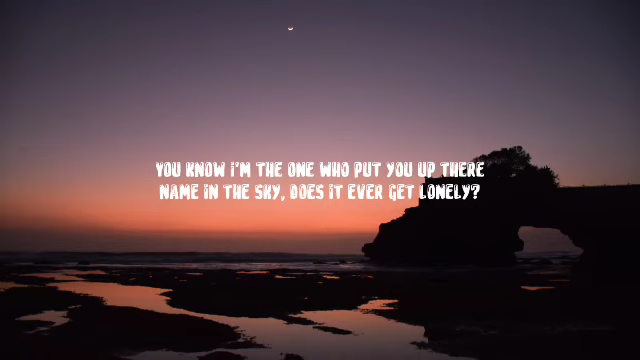 YOU KNOW I'M THE ONE WHO PUT YOU UP THERE
NAME IN THE SKY, DOES IT EVER GET LONELY?